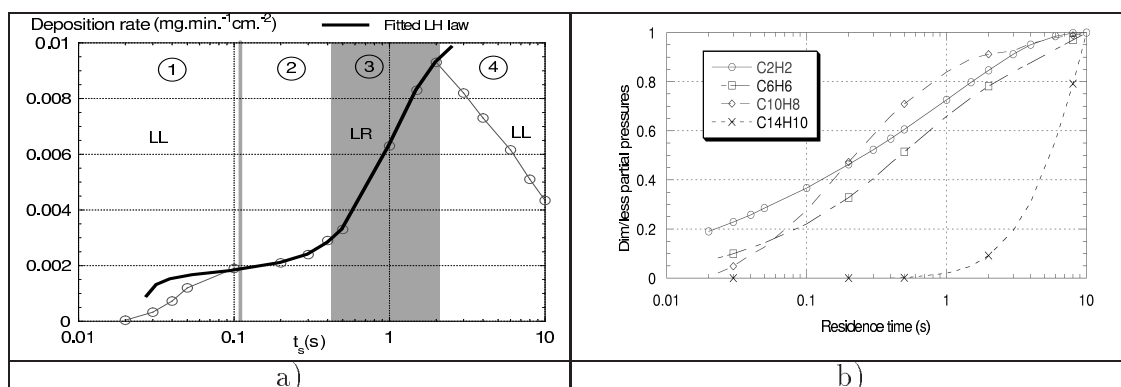 Deposition rate (mg.min.⁻¹cm.⁻²)
Fitted LH law
0.01
0.008
0.006
0.004
0.002
0
1
2
3
4
LL
LR
LL
0.01
0.1
1
10
t_s(s)
a)
b)
Dim/less partial pressures
1
0.8
0.6
0.4
0.2
0
C2H2
C6H6
C10H8
C14H10
0.01
0.1
1
10
Residence time (s)